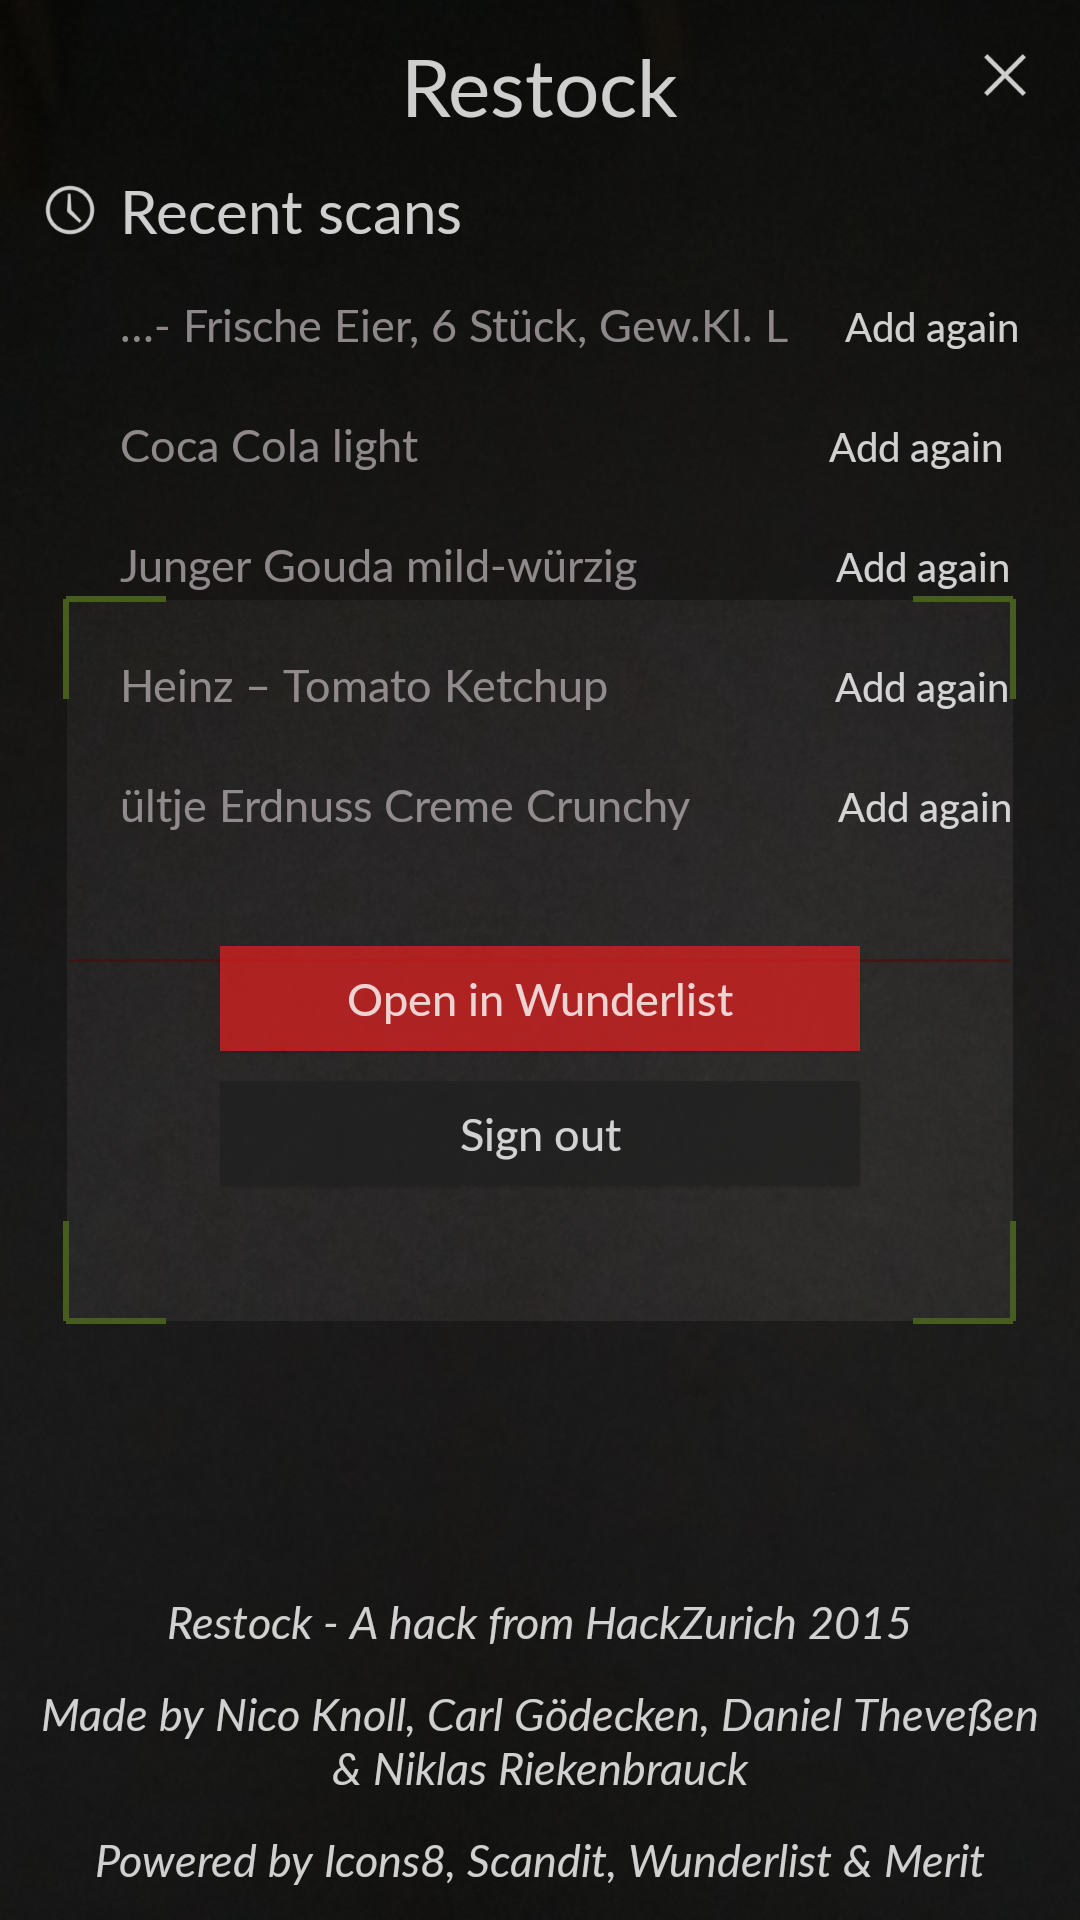 Restock
Recent scans
...- Frische Eier, 6 Stück, Gew.Kl. L Add again
Coca Cola light Add again
Junger Gouda mild-würzig Add again
Heinz – Tomato Ketchup Add again
ültje Erdnuss Creme Crunchy Add again
Open in Wunderlist
Sign out
Restock - A hack from HackZurich 2015
Made by Nico Knoll, Carl Gödecken, Daniel Theveßen
& Niklas Riekenbrauck
Powered by Icons8, Scandit, Wunderlist & Merit